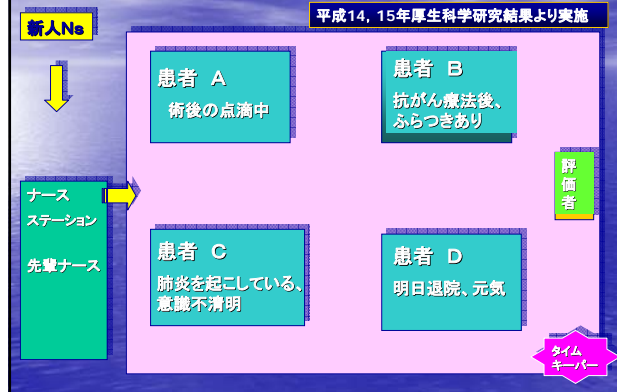 平成14，15年厚生科学研究結果より実施
新人Ns
患者　A
術後の点滴中
患者　B
抗がん療法後、
ふらつきあり
評
価
者
ナース
ステーション
先輩ナース
患者　C
肺炎を起こしている、
意識不清明
患者　D
明日退院、元気
タイム
キーパー